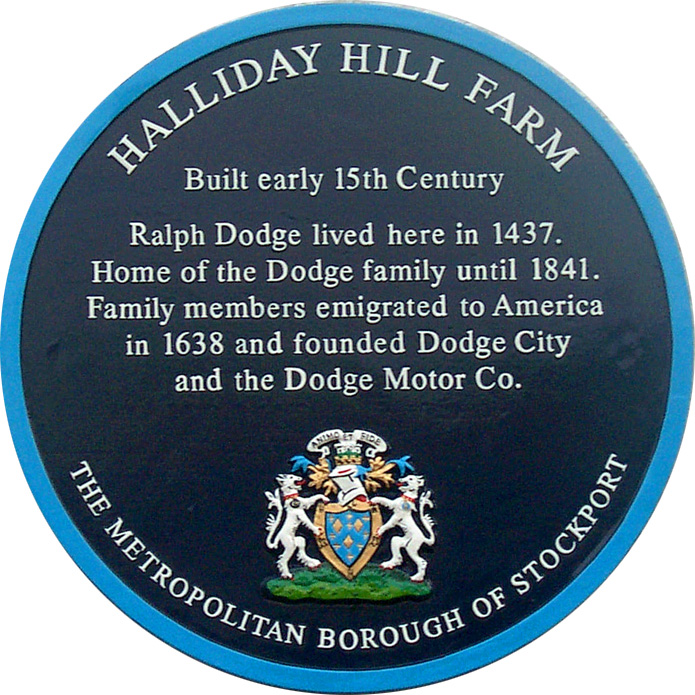 HALLIDAY HILL FARM
Built early 15th Century
Ralph Dodge lived here in 1437.
Home of the Dodge family until 1841.
Family members emigrated to America
in 1638 and founded Dodge City
and the Dodge Motor Co.
ANIMO ET FIDE
THE METROPOLITAN BOROUGH OF STOCKPORT